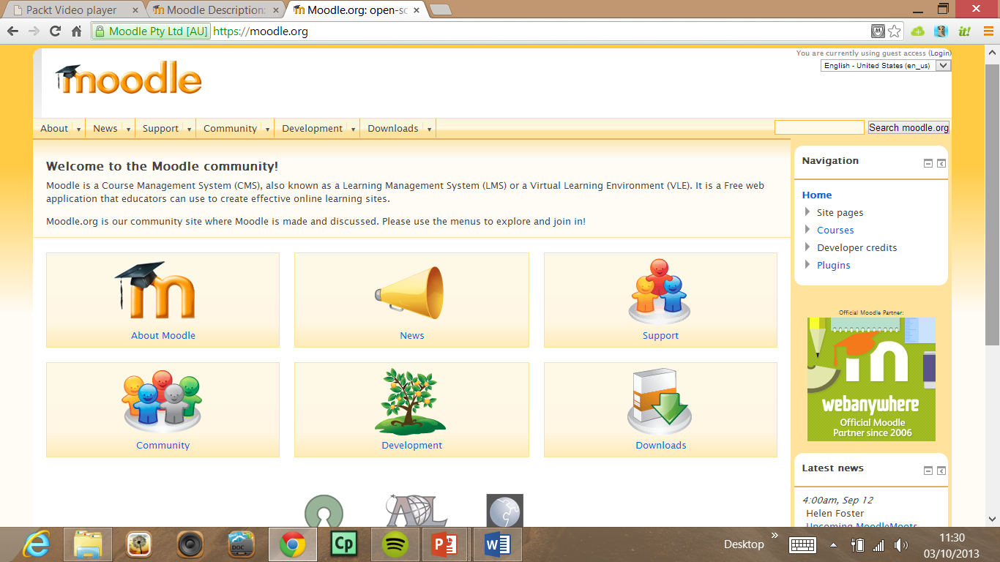 Packt Video player
Moodle Description:
Moodle.org: open-sc
Moodle Pty Ltd [AU] https://moodle.org
it!
You are currently using guest access (Login)
English - United States (en_us)
moodle
About
News
Support
Community
Development
Downloads
Search moodle.org
Welcome to the Moodle community!
Moodle is a Course Management System (CMS), also known as a Learning Management System (LMS) or a Virtual Learning Environment (VLE). It is a Free web
application that educators can use to create effective online learning sites.
Moodle.org is our community site where Moodle is made and discussed. Please use the menus to explore and join in!
About Moodle
News
Support
Community
Development
Downloads
Navigation
Home
Site pages
Courses
Developer credits
Plugins
Official Moodle Partner:
webanywhere
Official Moodle
Partner since 2006
Latest news
4:00am, Sep 12
Helen Foster
Upcoming MoodleMoots
DOC
Cp
Desktop
11:30
03/10/2013